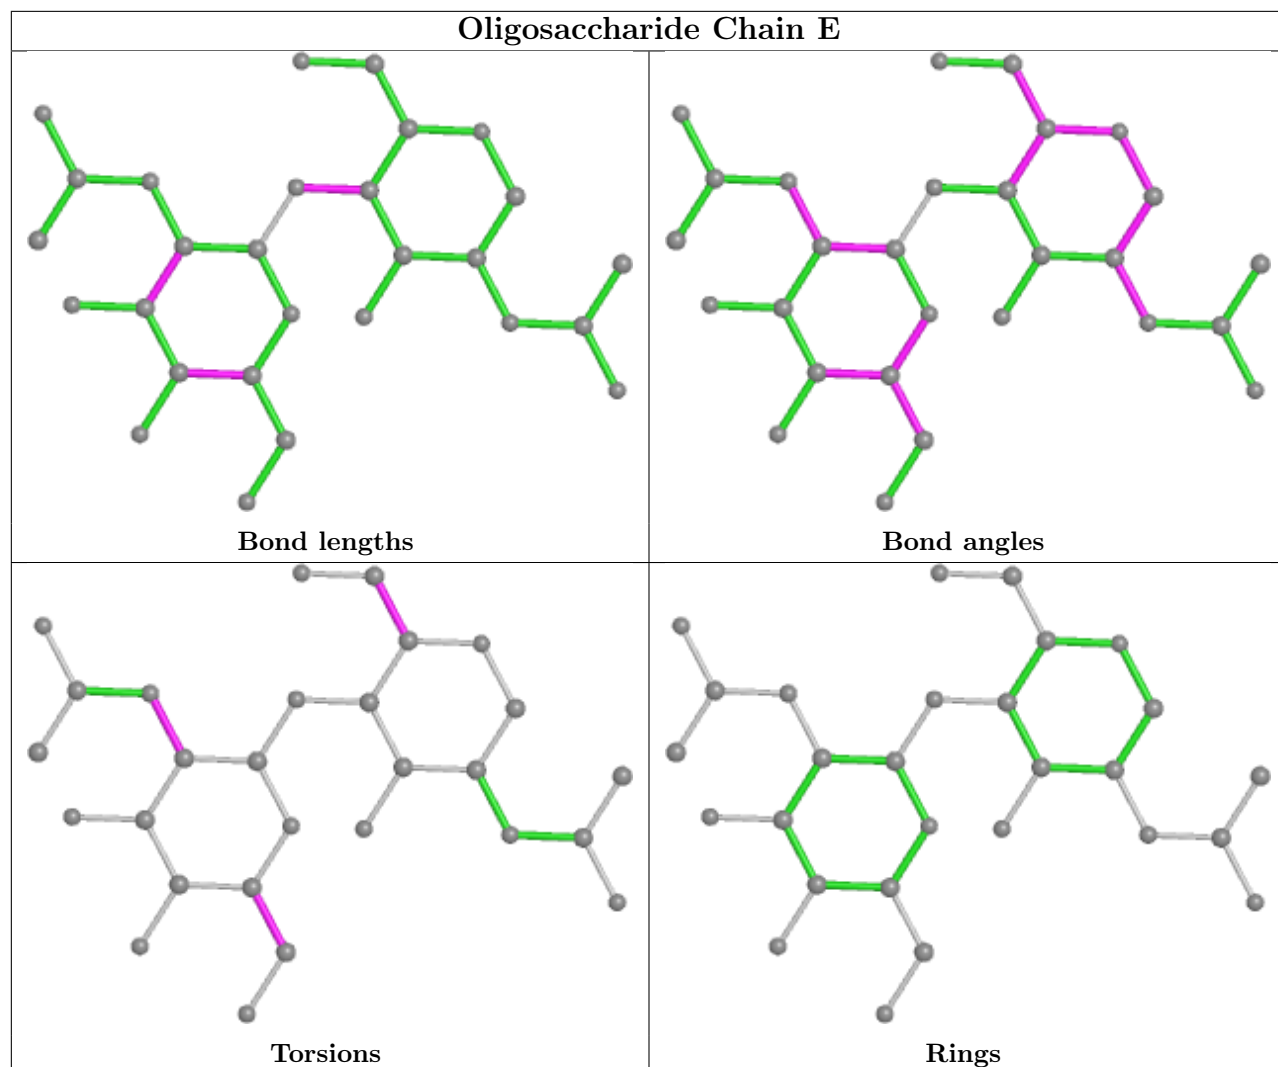 Oligosaccharide Chain E
Bond lengths
Bond angles
Torsions
Rings